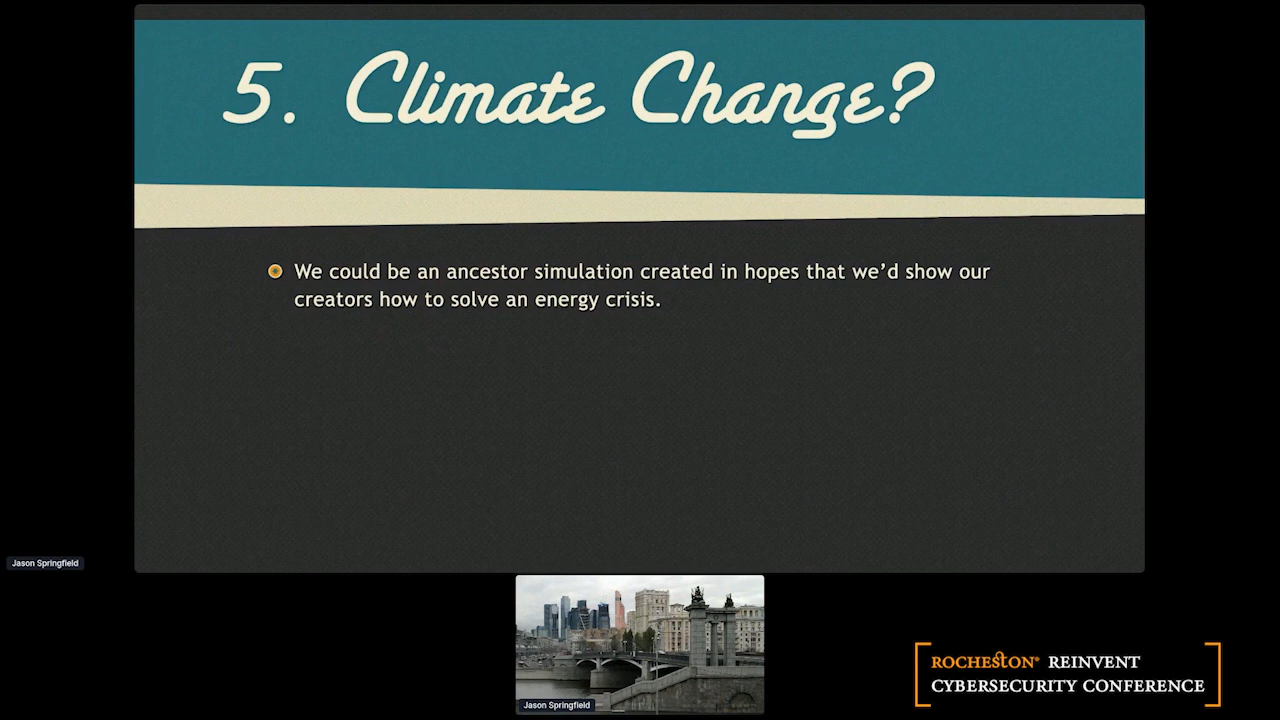 5. Climate Change?
We could be an ancestor simulation created in hopes that we’d show our
creators how to solve an energy crisis.
Jason Springfield
Jason Springfield
ROCHESTON® REINVENT
CYBERSECURITY CONFERENCE